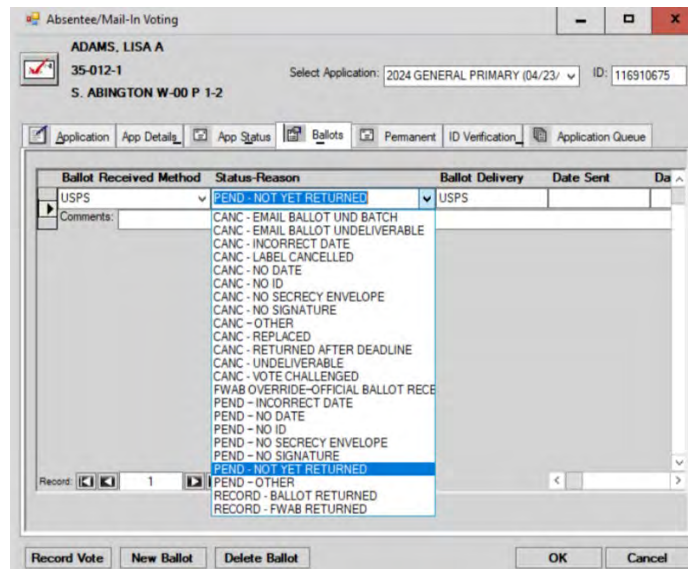 Absentee/Mail-In Voting
ADAMS, LISA A
35-012-1
S. ABINGTON W-00 P 1-2
Select Application: 2024 GENERAL PRIMARY (04/23/
ID: 116910675
Application App Details App Status Ballots Permanent ID Verification Application Queue
Ballot Received Method Status-Reason Ballot Delivery Date Sent Da
USPS PEND - NOT YET RETURNED USPS
Comments:
CANC - EMAIL BALLOT UND BATCH
CANC - EMAIL BALLOT UNDELIVERABLE
CANC - INCORRECT DATE
CANC - LABEL CANCELLED
CANC - NO DATE
CANC - NO ID
CANC - NO SECRECY ENVELOPE
CANC - NO SIGNATURE
CANC – OTHER
CANC - REPLACED
CANC - RETURNED AFTER DEADLINE
CANC - UNDELIVERABLE
CANC - VOTE CHALLENGED
FWAB OVERRIDE–OFFICIAL BALLOT RECE
PEND – INCORRECT DATE
PEND – NO DATE
PEND – NO ID
PEND – NO SECRECY ENVELOPE
PEND – NO SIGNATURE
PEND - NOT YET RETURNED
PEND – OTHER
RECORD - BALLOT RETURNED
RECORD - FWAB RETURNED
Record: 1
Record Vote New Ballot Delete Ballot OK Cancel